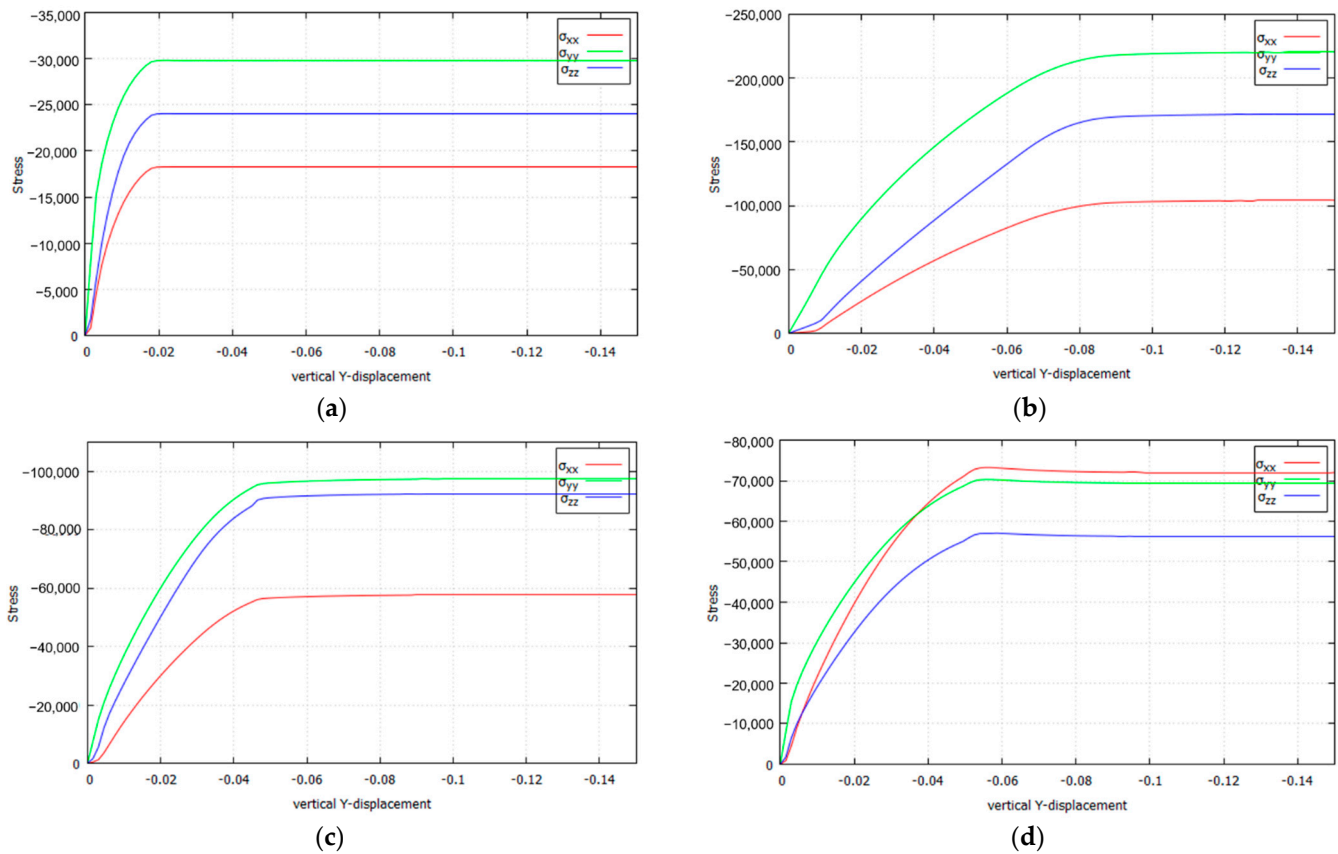 −35,000
−30,000
−25,000
−20,000
−15,000
−10,000
−5,000
0
Stress
σxx
σyy
σzz
0 -0.02 -0.04 -0.06 -0.08 -0.1 -0.12 -0.14
vertical Y-displacement
(a)
−250,000
−200,000
−150,000
−100,000
−50,000
0
Stress
σxx
σyy
σzz
0 -0.02 -0.04 -0.06 -0.08 -0.1 -0.12 -0.14
vertical Y-displacement
(b)
−100,000
−80,000
−60,000
−40,000
−20,000
0
Stress
σxx
σyy
σzz
0 -0.02 -0.04 -0.06 -0.08 -0.1 -0.12 -0.14
vertical Y-displacement
(c)
−80,000
−70,000
−60,000
−50,000
−40,000
−30,000
−20,000
−10,000
0
Stress
σxx
σyy
σzz
0 -0.02 -0.04 -0.06 -0.08 -0.1 -0.12 -0.14
vertical Y-displacement
(d)